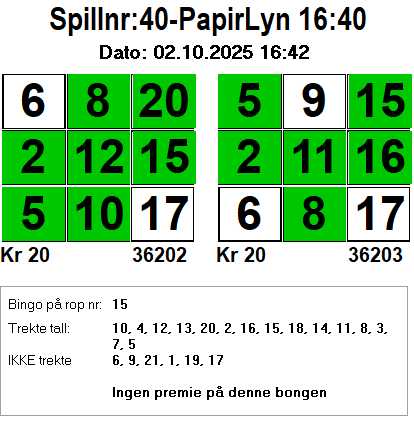 Spillnr:40-PapirLyn 16:40
Dato: 02.10.2025 16:42
6 8 20 5 9 15
2 12 15 2 11 16
5 10 17 6 8 17
Kr 20 36202 Kr 20 36203
Bingo på rop nr: 15
Trekte tall: 10, 4, 12, 13, 20, 2, 16, 15, 18, 14, 11, 8, 3,
7, 5
IKKE trekte 6, 9, 21, 1, 19, 17
Ingen premie på denne bongen